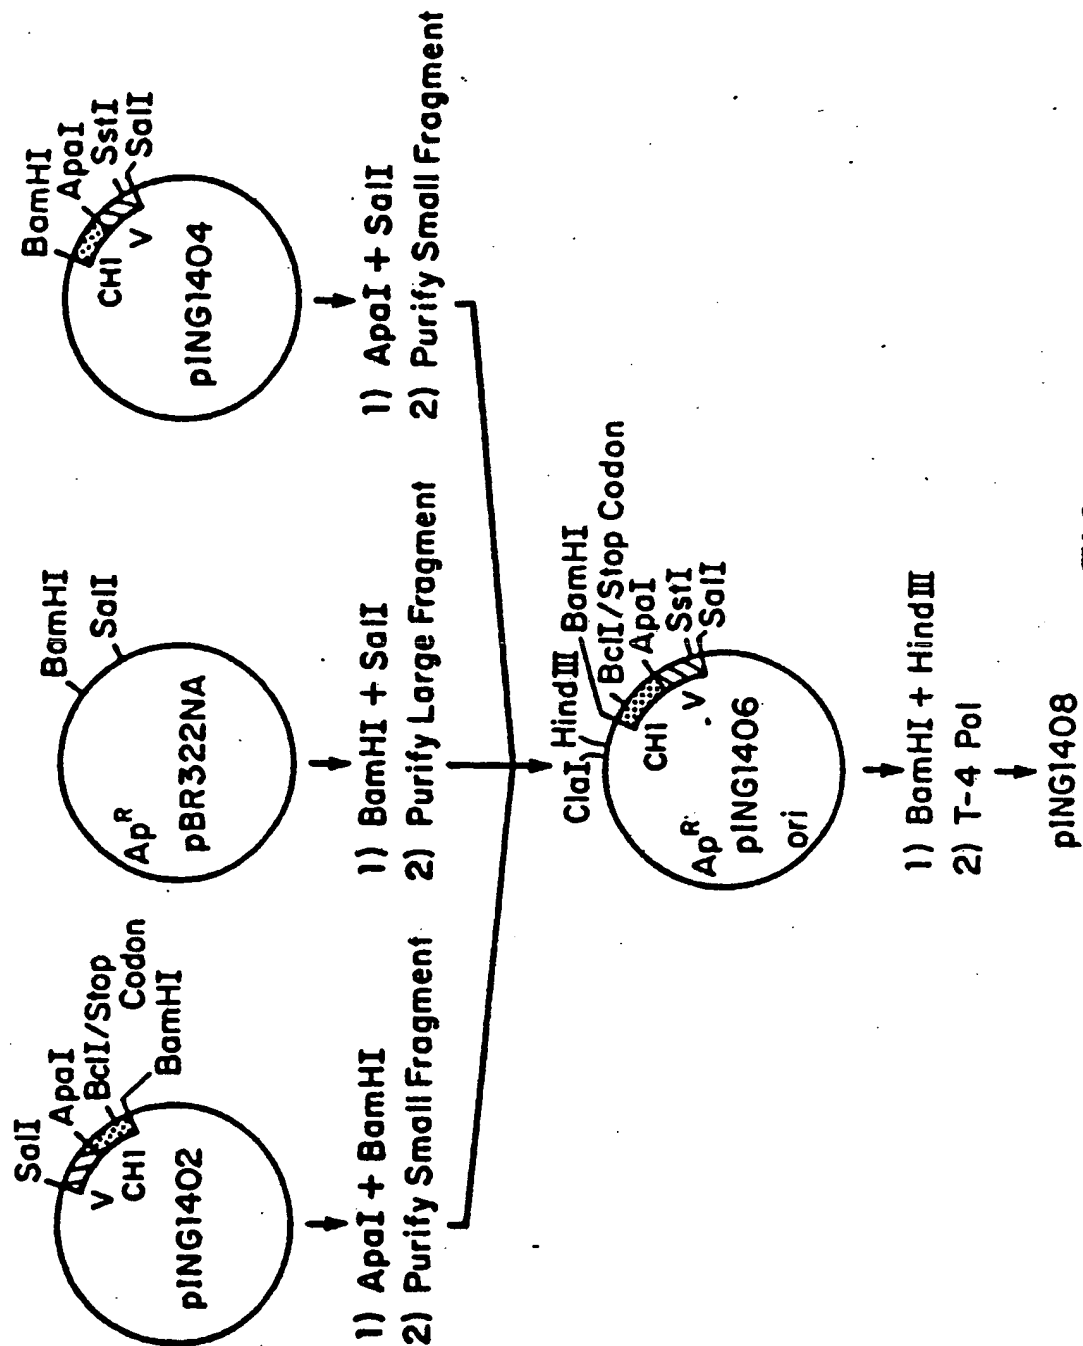 SalI
ApaI
BclI/Stop
Codon
BamHI
V
CH1
pING1402
1) ApaI + BamHI
2) Purify Small Fragment
BamHI
SalI
Ap^R
pBR322NA
1) BamHI + SalI
2) Purify Large Fragment
BamHI
ApaI
SstI
SalI
CH1
V
pING1404
1) ApaI + SalI
2) Purify Small Fragment
ClaI
HindIII
BamHI
BclI/Stop Codon
ApaI
SstI
SalI
CH1
V
Ap^R
pING1406
ori
1) BamHI + HindIII
2) T-4 Pol
pING1408